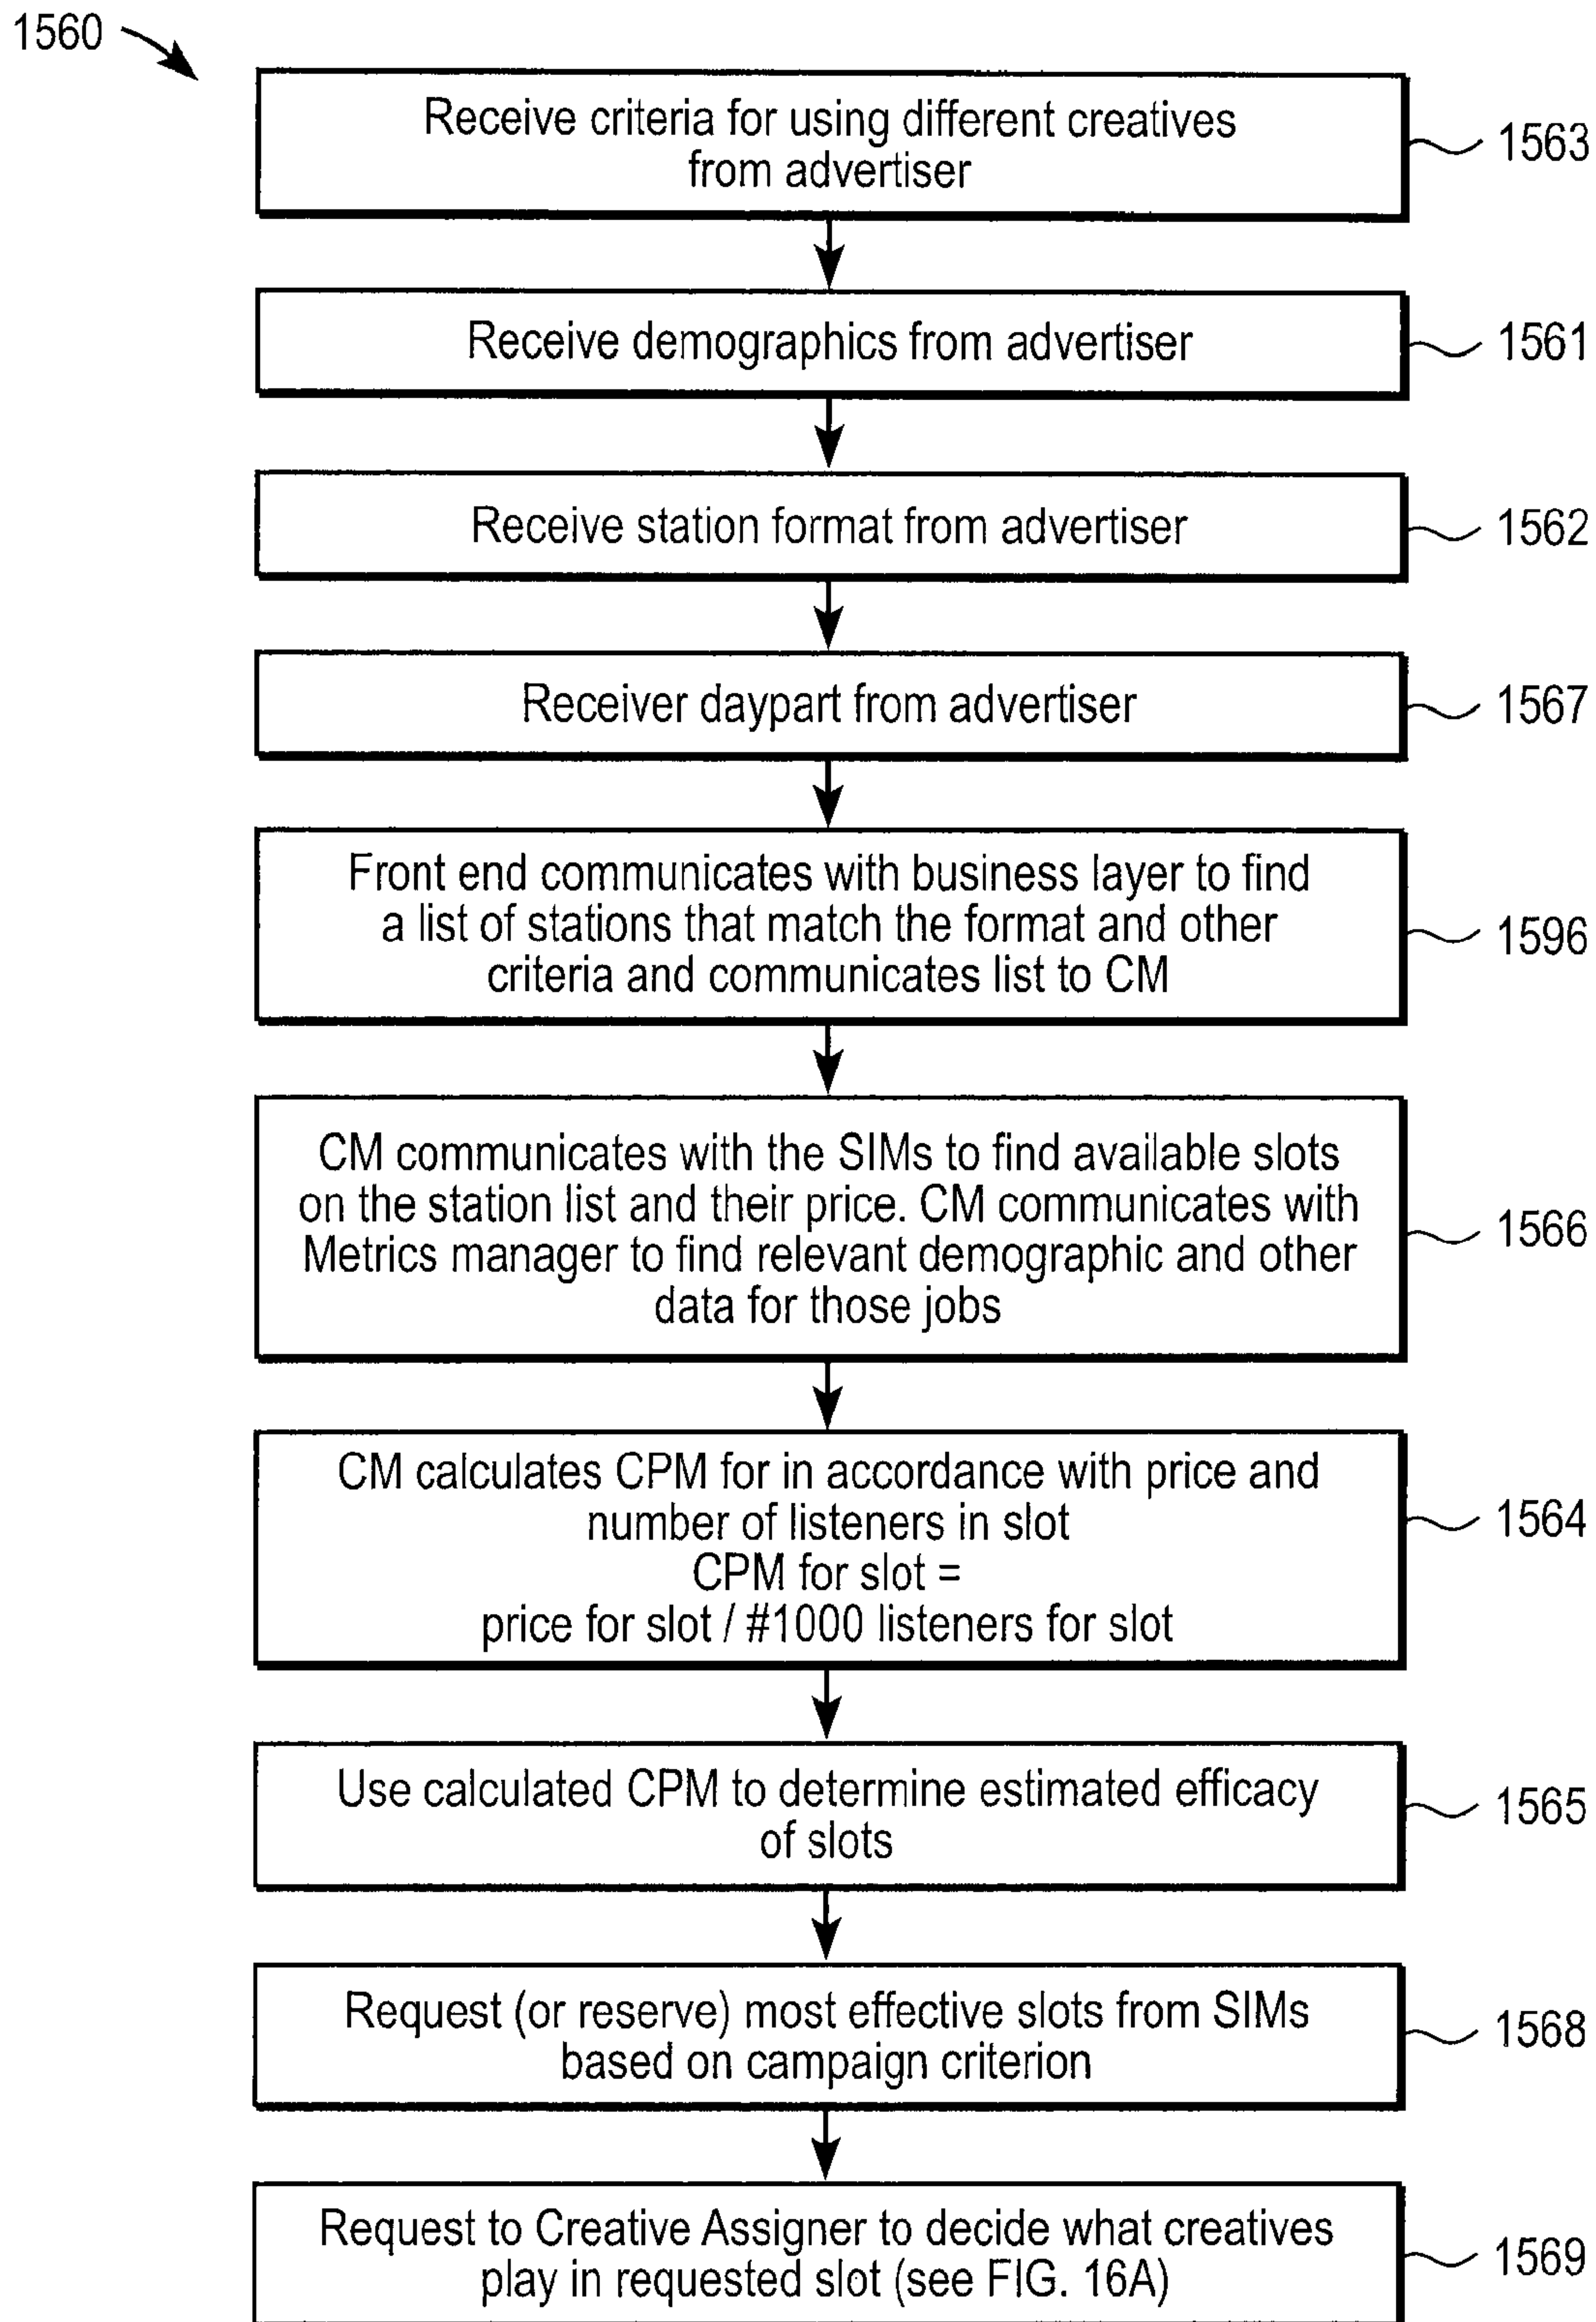 1560
Receive criteria for using different creatives
from advertiser
1563
Receive demographics from advertiser
1561
Receive station format from advertiser
1562
Receiver daypart from advertiser
1567
Front end communicates with business layer to find
a list of stations that match the format and other
criteria and communicates list to CM
1596
CM communicates with the SIMs to find available slots
on the station list and their price. CM communicates with
Metrics manager to find relevant demographic and other
data for those jobs
1566
CM calculates CPM for in accordance with price and
number of listeners in slot
CPM for slot =
price for slot / #1000 listeners for slot
1564
Use calculated CPM to determine estimated efficacy
of slots
1565
Request (or reserve) most effective slots from SIMs
based on campaign criterion
1568
Request to Creative Assigner to decide what creatives
play in requested slot (see FIG. 16A)
1569